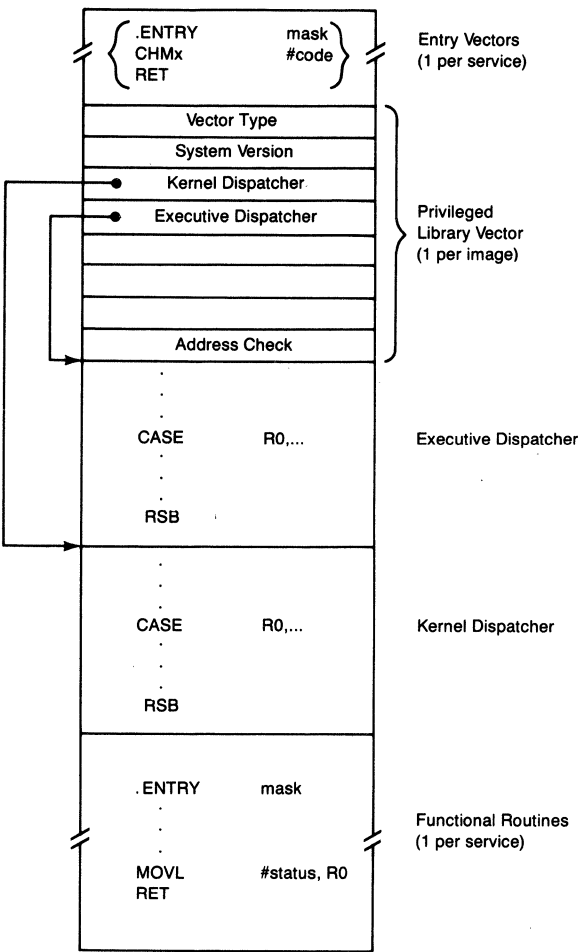 .ENTRY mask
CHMx #code
RET
Entry Vectors
(1 per service)
Vector Type
System Version
Kernel Dispatcher
Executive Dispatcher
Privileged
Library Vector
(1 per image)
Address Check
CASE R0,...
Executive Dispatcher
RSB
CASE R0,...
Kernel Dispatcher
RSB
.ENTRY mask
Functional Routines
(1 per service)
MOVL #status, R0
RET